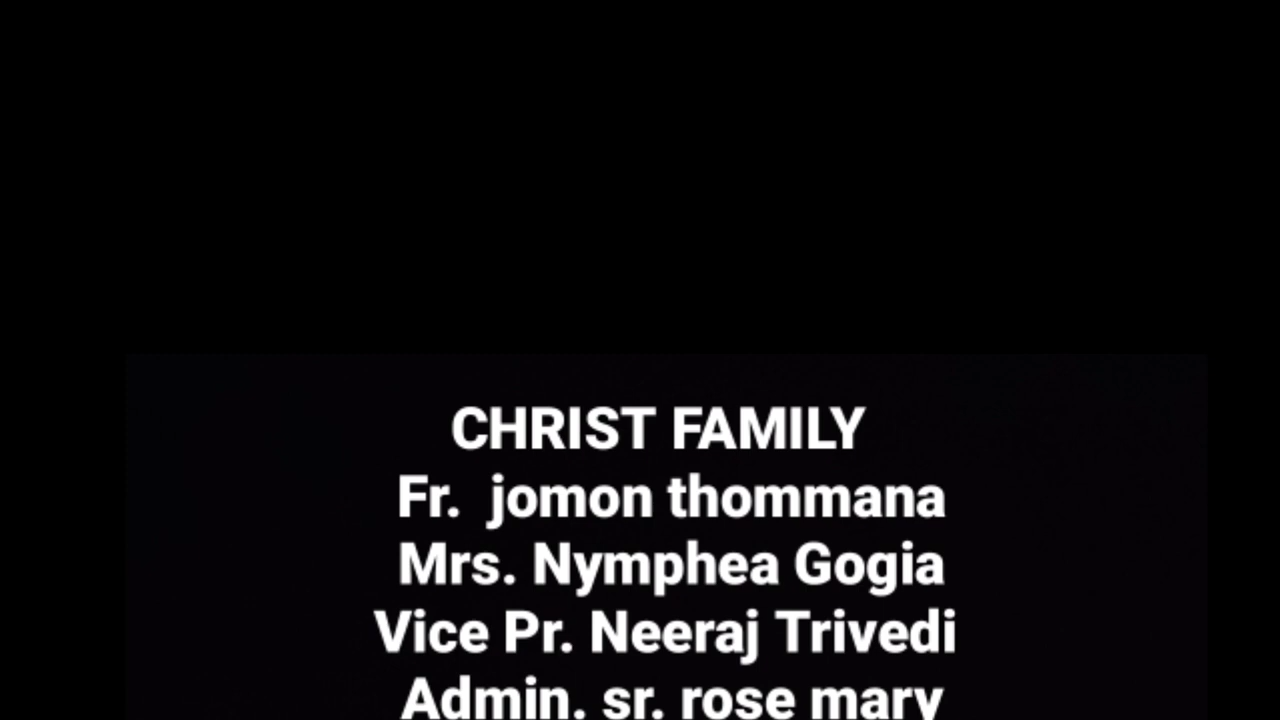 CHRIST FAMILY
Fr. jomon thommana
Mrs. Nymphea Gogia
Vice Pr. Neeraj Trivedi
Admin. sr. rose mary